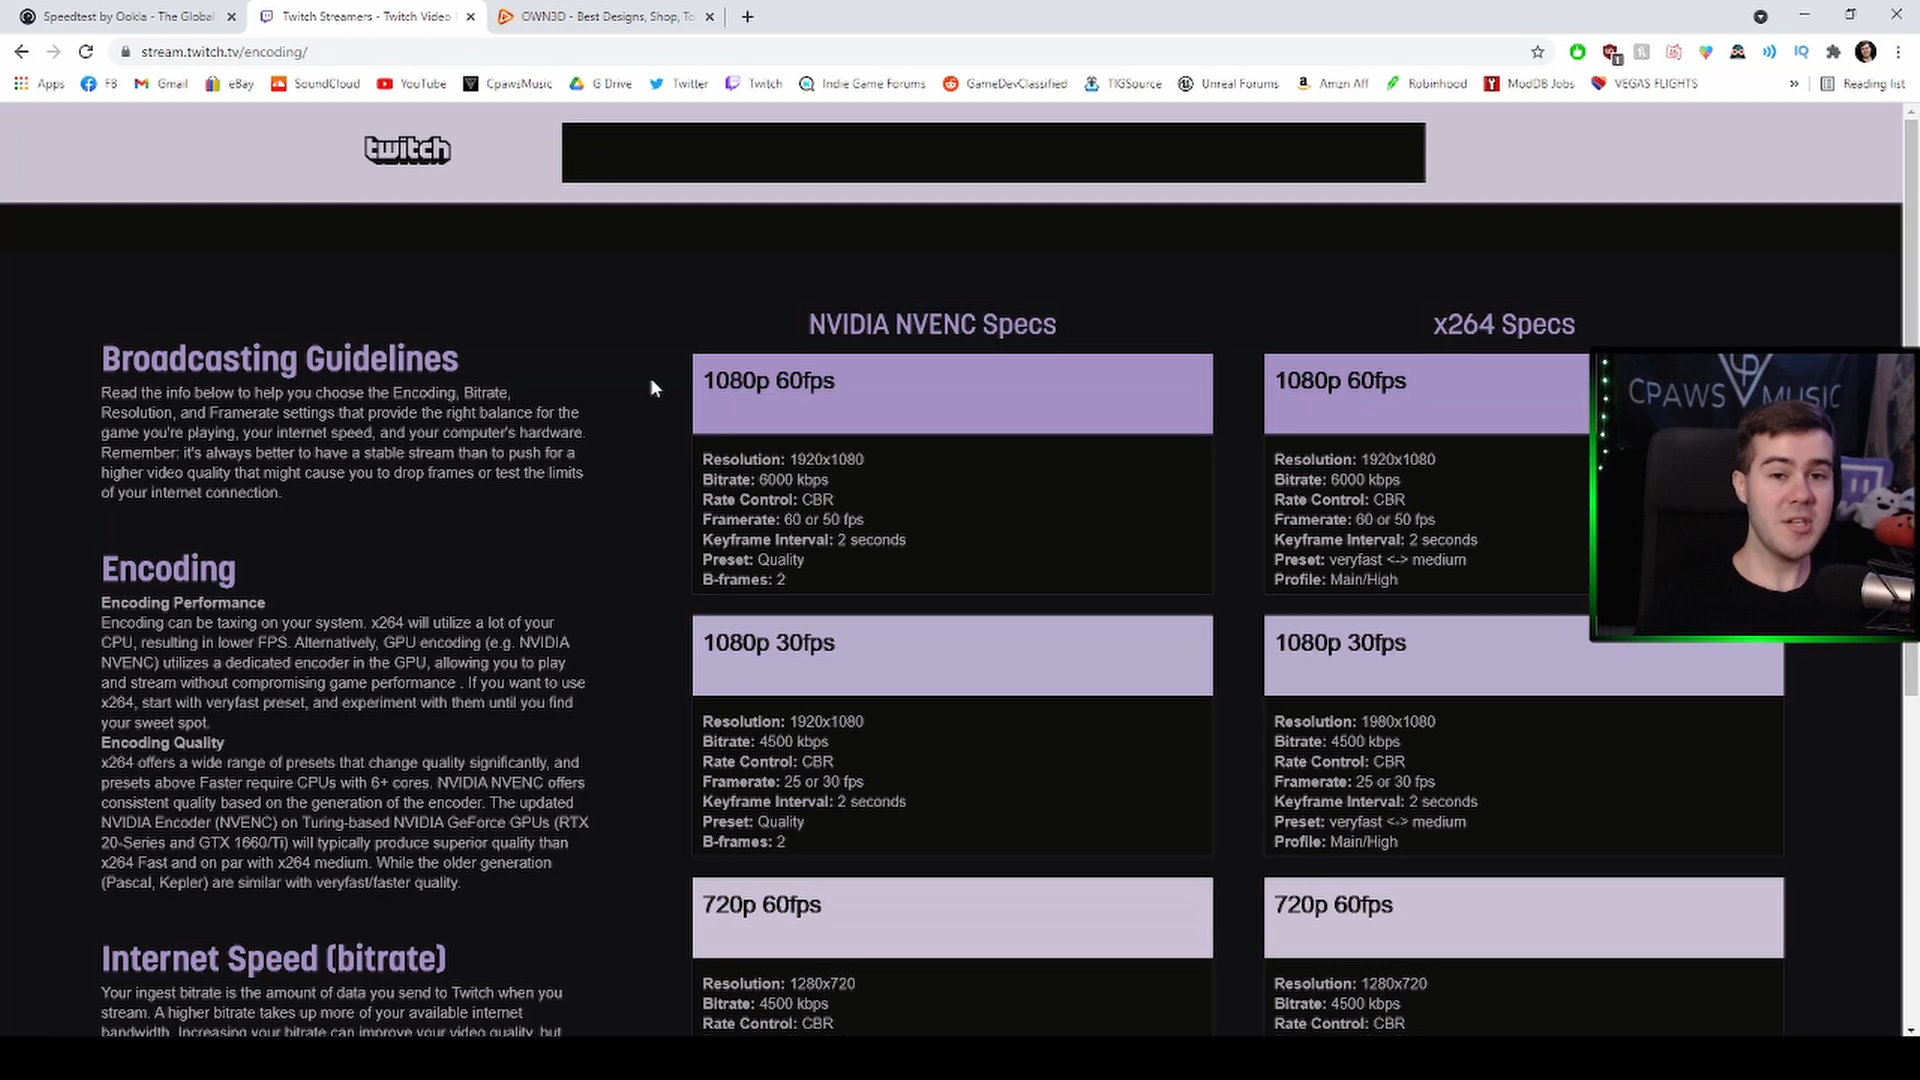 Speedtest by Ookla - The Global
Twitch Streamers - Twitch Video
OWN3D - Best Designs, Shop, To
stream.twitch.tv/encoding/
Apps
FB
Gmail
eBay
SoundCloud
YouTube
CpawsMusic
G Drive
Twitter
Twitch
Indie Game Forums
GameDevClassified
TIGSource
Unreal Forums
Amzn Aff
Robinhood
ModDB Jobs
VEGAS FLIGHTS
»
Reading list
twitch
Broadcasting Guidelines
Read the info below to help you choose the Encoding, Bitrate,
Resolution, and Framerate settings that provide the right balance for the
game you're playing, your internet speed, and your computer's hardware.
Remember: it's always better to have a stable stream than to push for a
higher video quality that might cause you to drop frames or test the limits
of your internet connection.
Encoding
Encoding Performance
Encoding can be taxing on your system. x264 will utilize a lot of your
CPU, resulting in lower FPS. Alternatively, GPU encoding (e.g. NVIDIA
NVENC) utilizes a dedicated encoder in the GPU, allowing you to play
and stream without compromising game performance . If you want to use
x264, start with veryfast preset, and experiment with them until you find
your sweet spot.
Encoding Quality
x264 offers a wide range of presets that change quality significantly, and
presets above Faster require CPUs with 6+ cores. NVIDIA NVENC offers
consistent quality based on the generation of the encoder. The updated
NVIDIA Encoder (NVENC) on Turing-based NVIDIA GeForce GPUs (RTX
20-Series and GTX 1660/Ti) will typically produce superior quality than
x264 Fast and on par with x264 medium. While the older generation
(Pascal, Kepler) are similar with veryfast/faster quality.
Internet Speed (bitrate)
Your ingest bitrate is the amount of data you send to Twitch when you
stream. A higher bitrate takes up more of your available internet
bandwidth. Increasing your bitrate can improve your video quality, but
NVIDIA NVENC Specs
1080p 60fps
Resolution: 1920x1080
Bitrate: 6000 kbps
Rate Control: CBR
Framerate: 60 or 50 fps
Keyframe Interval: 2 seconds
Preset: Quality
B-frames: 2
1080p 30fps
Resolution: 1920x1080
Bitrate: 4500 kbps
Rate Control: CBR
Framerate: 25 or 30 fps
Keyframe Interval: 2 seconds
Preset: Quality
B-frames: 2
720p 60fps
Resolution: 1280x720
Bitrate: 4500 kbps
Rate Control: CBR
x264 Specs
1080p 60fps
Resolution: 1920x1080
Bitrate: 6000 kbps
Rate Control: CBR
Framerate: 60 or 50 fps
Keyframe Interval: 2 seconds
Preset: veryfast <-> medium
Profile: Main/High
1080p 30fps
Resolution: 1980x1080
Bitrate: 4500 kbps
Rate Control: CBR
Framerate: 25 or 30 fps
Keyframe Interval: 2 seconds
Preset: veryfast <-> medium
Profile: Main/High
720p 60fps
Resolution: 1280x720
Bitrate: 4500 kbps
Rate Control: CBR
CPAWS MUSIC